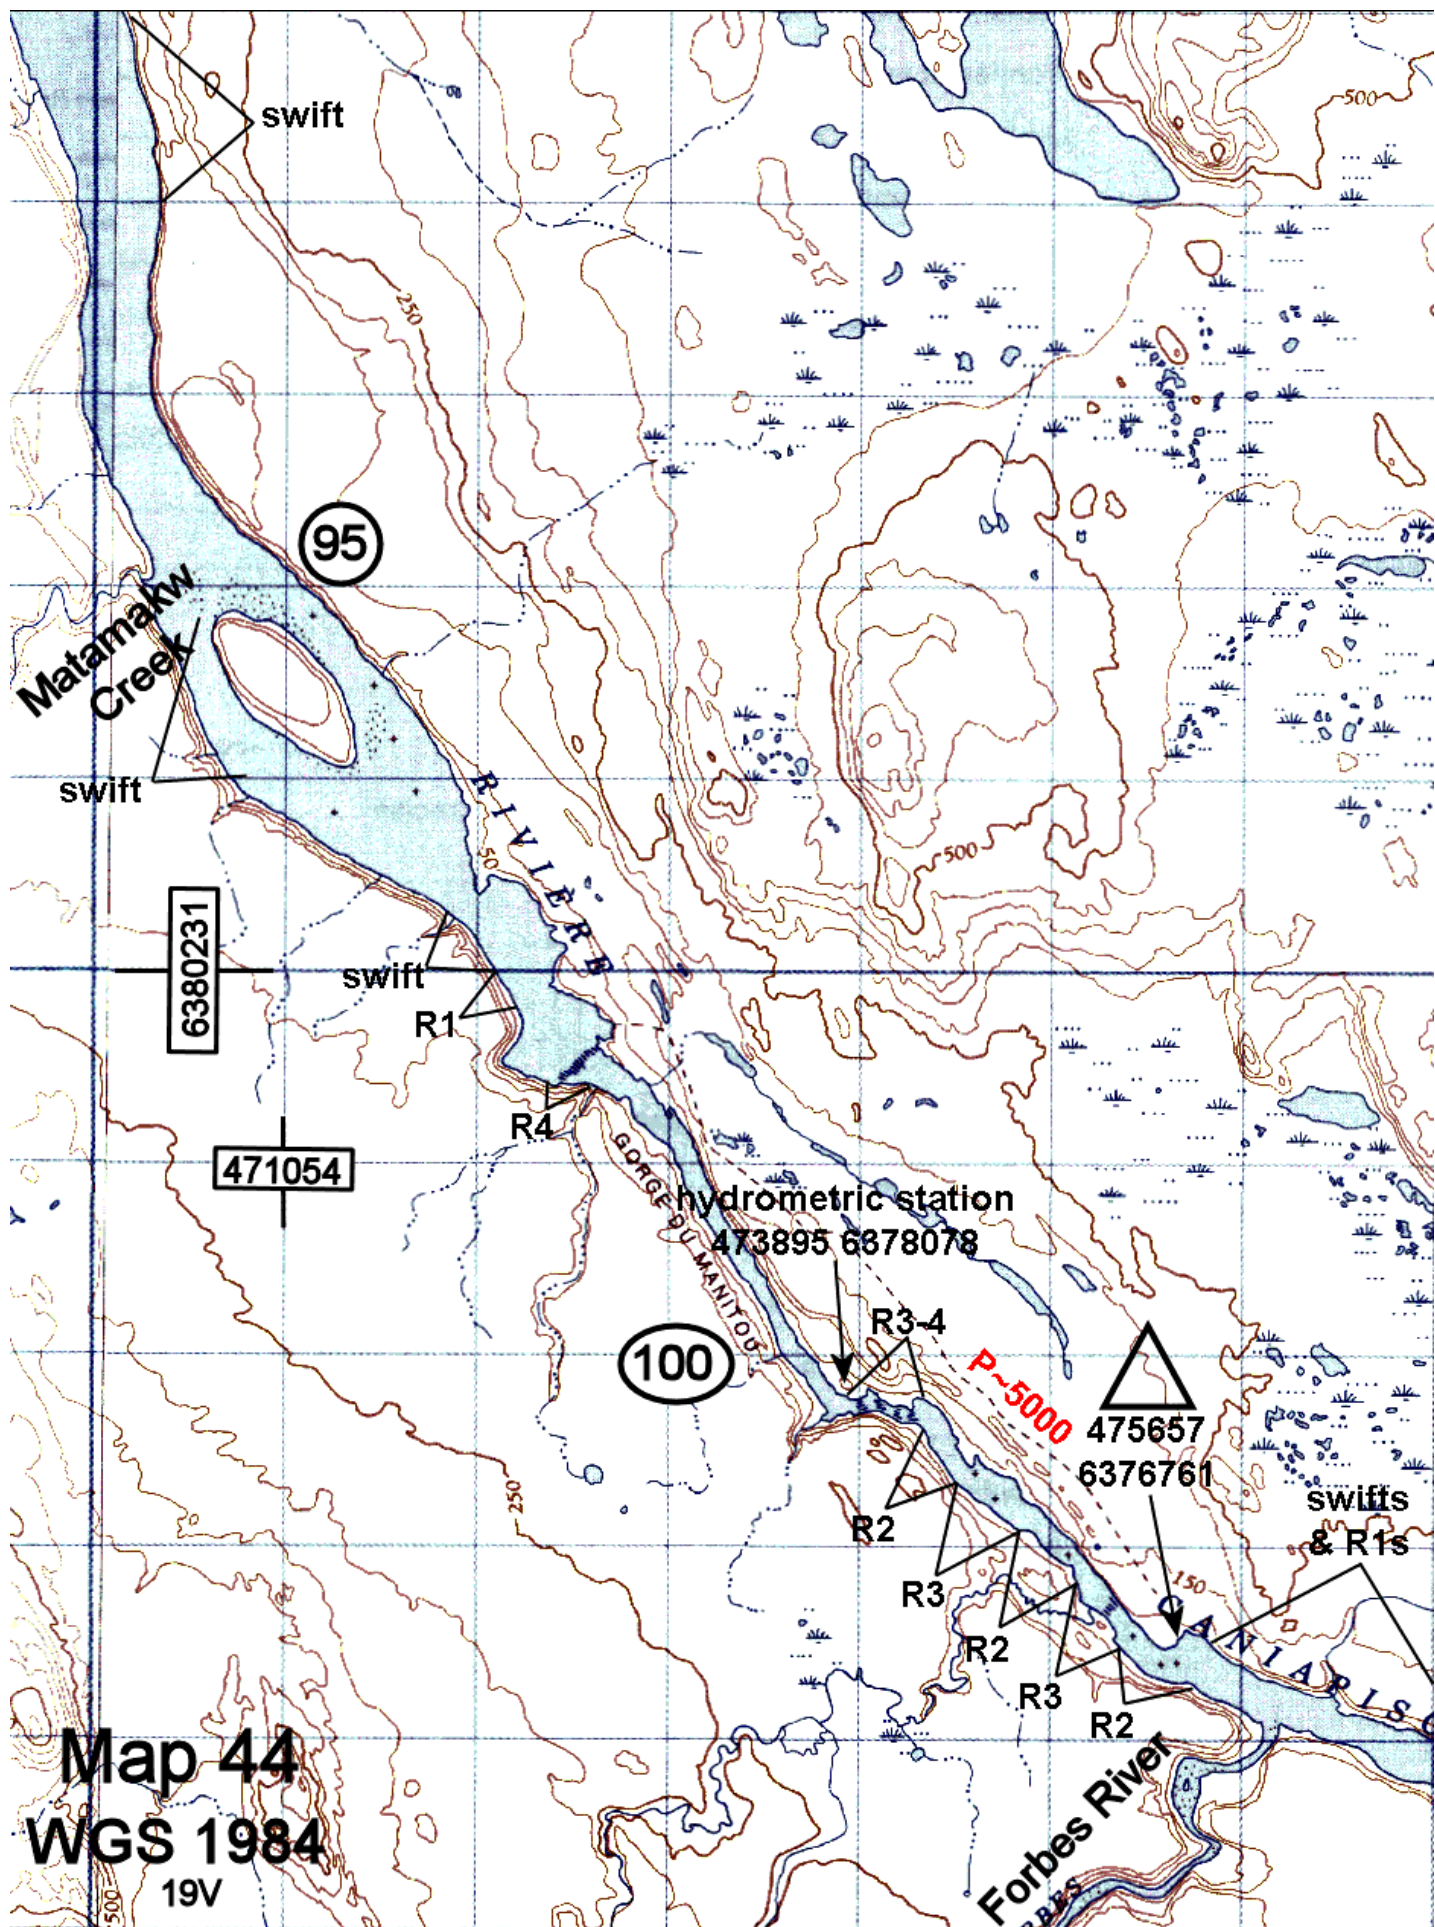 500
swift
250
95
Matamakw
Creek
swift
RIVIÈRE
50
500
6380231
swift
R1
R4
471054
GORGE DU MANITOU
hydrometric station
473895 6378078
R3-4
100
P~5000
475657
6376761
swifts
& R1s
250
R2
R3
150
CANIAPISC
R2
R3
R2
Map 44
WGS 1984
19V
Forbes River
500